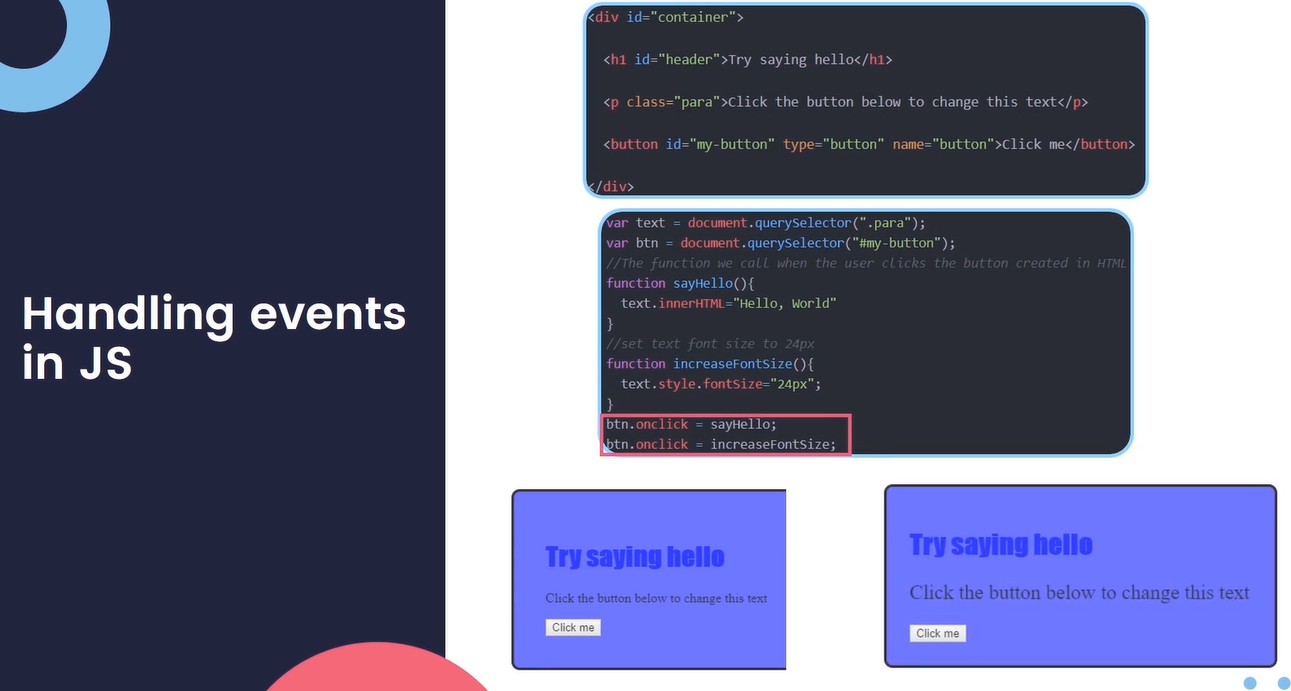 Handling events
in JS
<div id="container">
<h1 id="header">Try saying hello</h1>
<p class="para">Click the button below to change this text</p>
<button id="my-button" type="button" name="button">Click me</button>
</div>
var text = document.querySelector(".para");
var btn = document.querySelector("#my-button");
//The function we call when the user clicks the button created in HTML
function sayHello(){
text.innerHTML="Hello, World"
}
//set text font size to 24px
function increaseFontSize(){
text.style.fontSize="24px";
}
btn.onclick = sayHello;
btn.onclick = increaseFontSize;
Try saying hello
Click the button below to change this text
Click me
Try saying hello
Click the button below to change this text
Click me